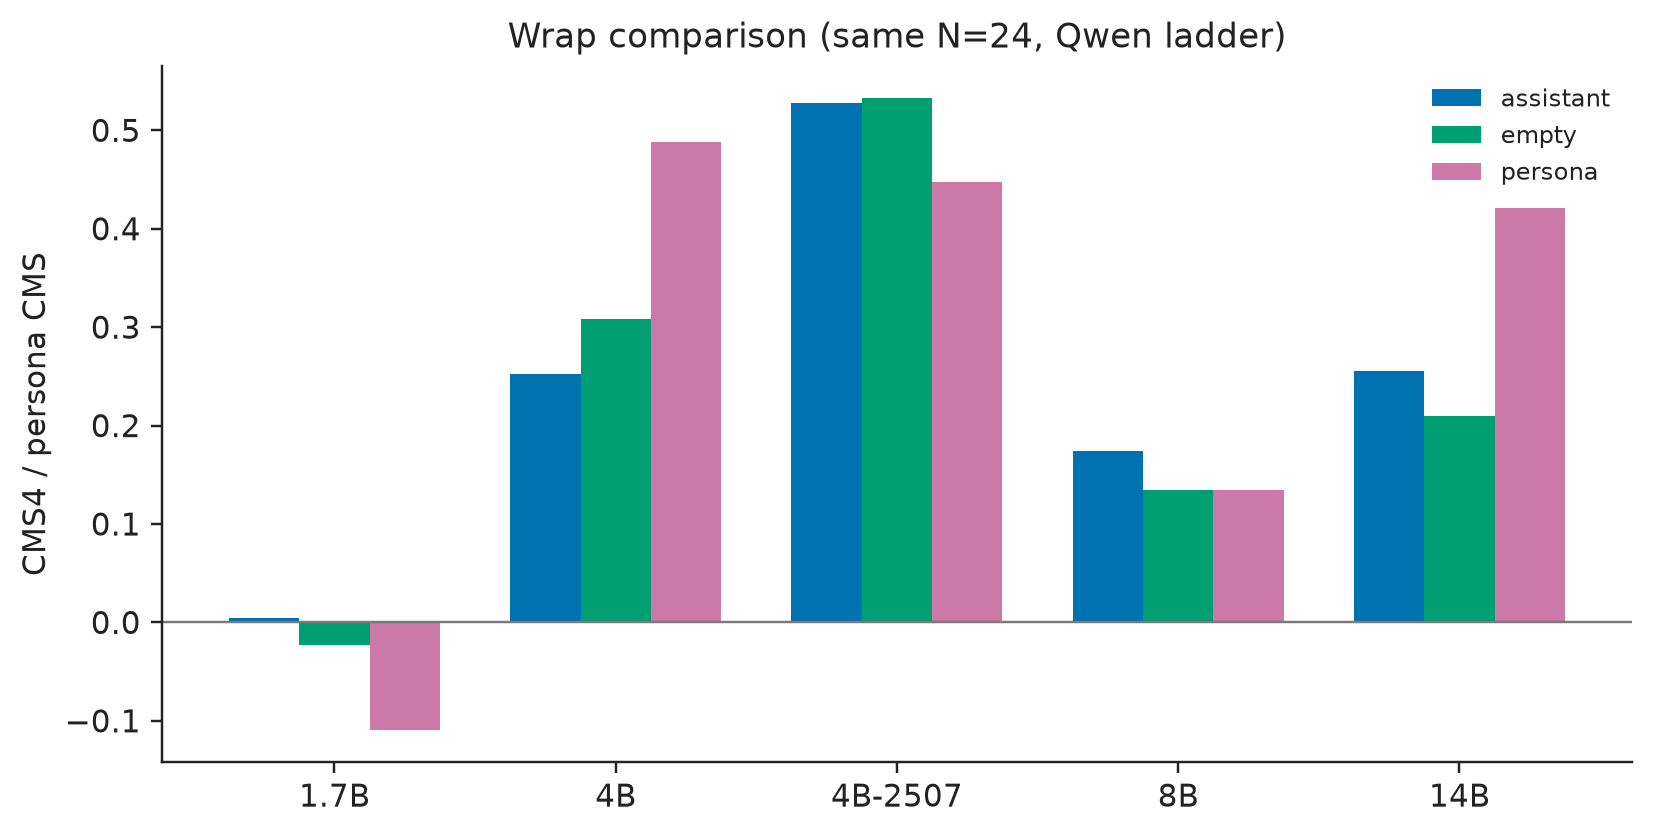 Wrap comparison (same N=24, Qwen ladder)
assistant
empty
persona
CMS4 / persona CMS
0.5
0.4
0.3
0.2
0.1
0.0
−0.1
1.7B
4B
4B-2507
8B
14B